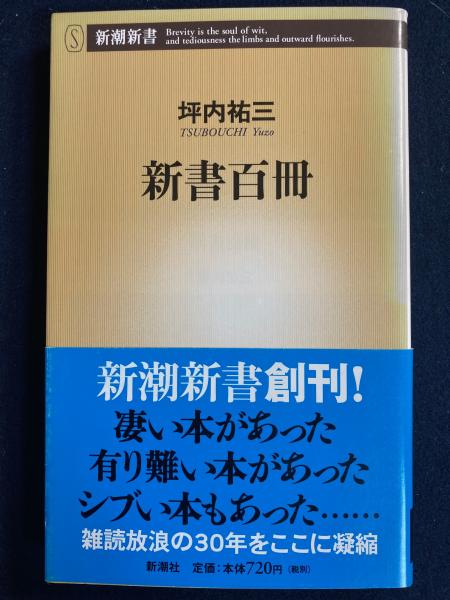 S 新潮新書
Brevity is the soul of wit,
and tediousness the limbs and outward flourishes.
坪内祐三
TSUBOUCHI Yuzo
新書百冊
新潮新書創刊!
凄い本があった
有り難い本があった
シブい本もあった……
雑読放浪の30年をここに凝縮
新潮社 定価:本体720円(税別)